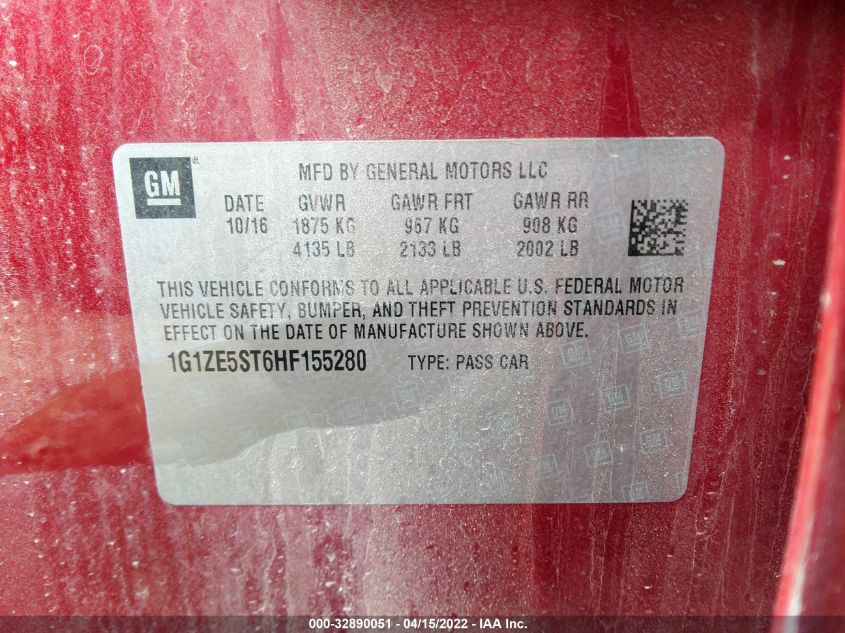 GM
MFD BY GENERAL MOTORS LLC
DATE GVWR GAWR FRT GAWR RR
10/16 1875 KG 967 KG 908 KG
4135 LB 2133 LB 2002 LB
THIS VEHICLE CONFORMS TO ALL APPLICABLE U.S. FEDERAL MOTOR
VEHICLE SAFETY, BUMPER, AND THEFT PREVENTION STANDARDS IN
EFFECT ON THE DATE OF MANUFACTURE SHOWN ABOVE.
1G1ZE5ST6HF155280 TYPE: PASS CAR
000-32890051 - 04/15/2022 - IAA Inc.